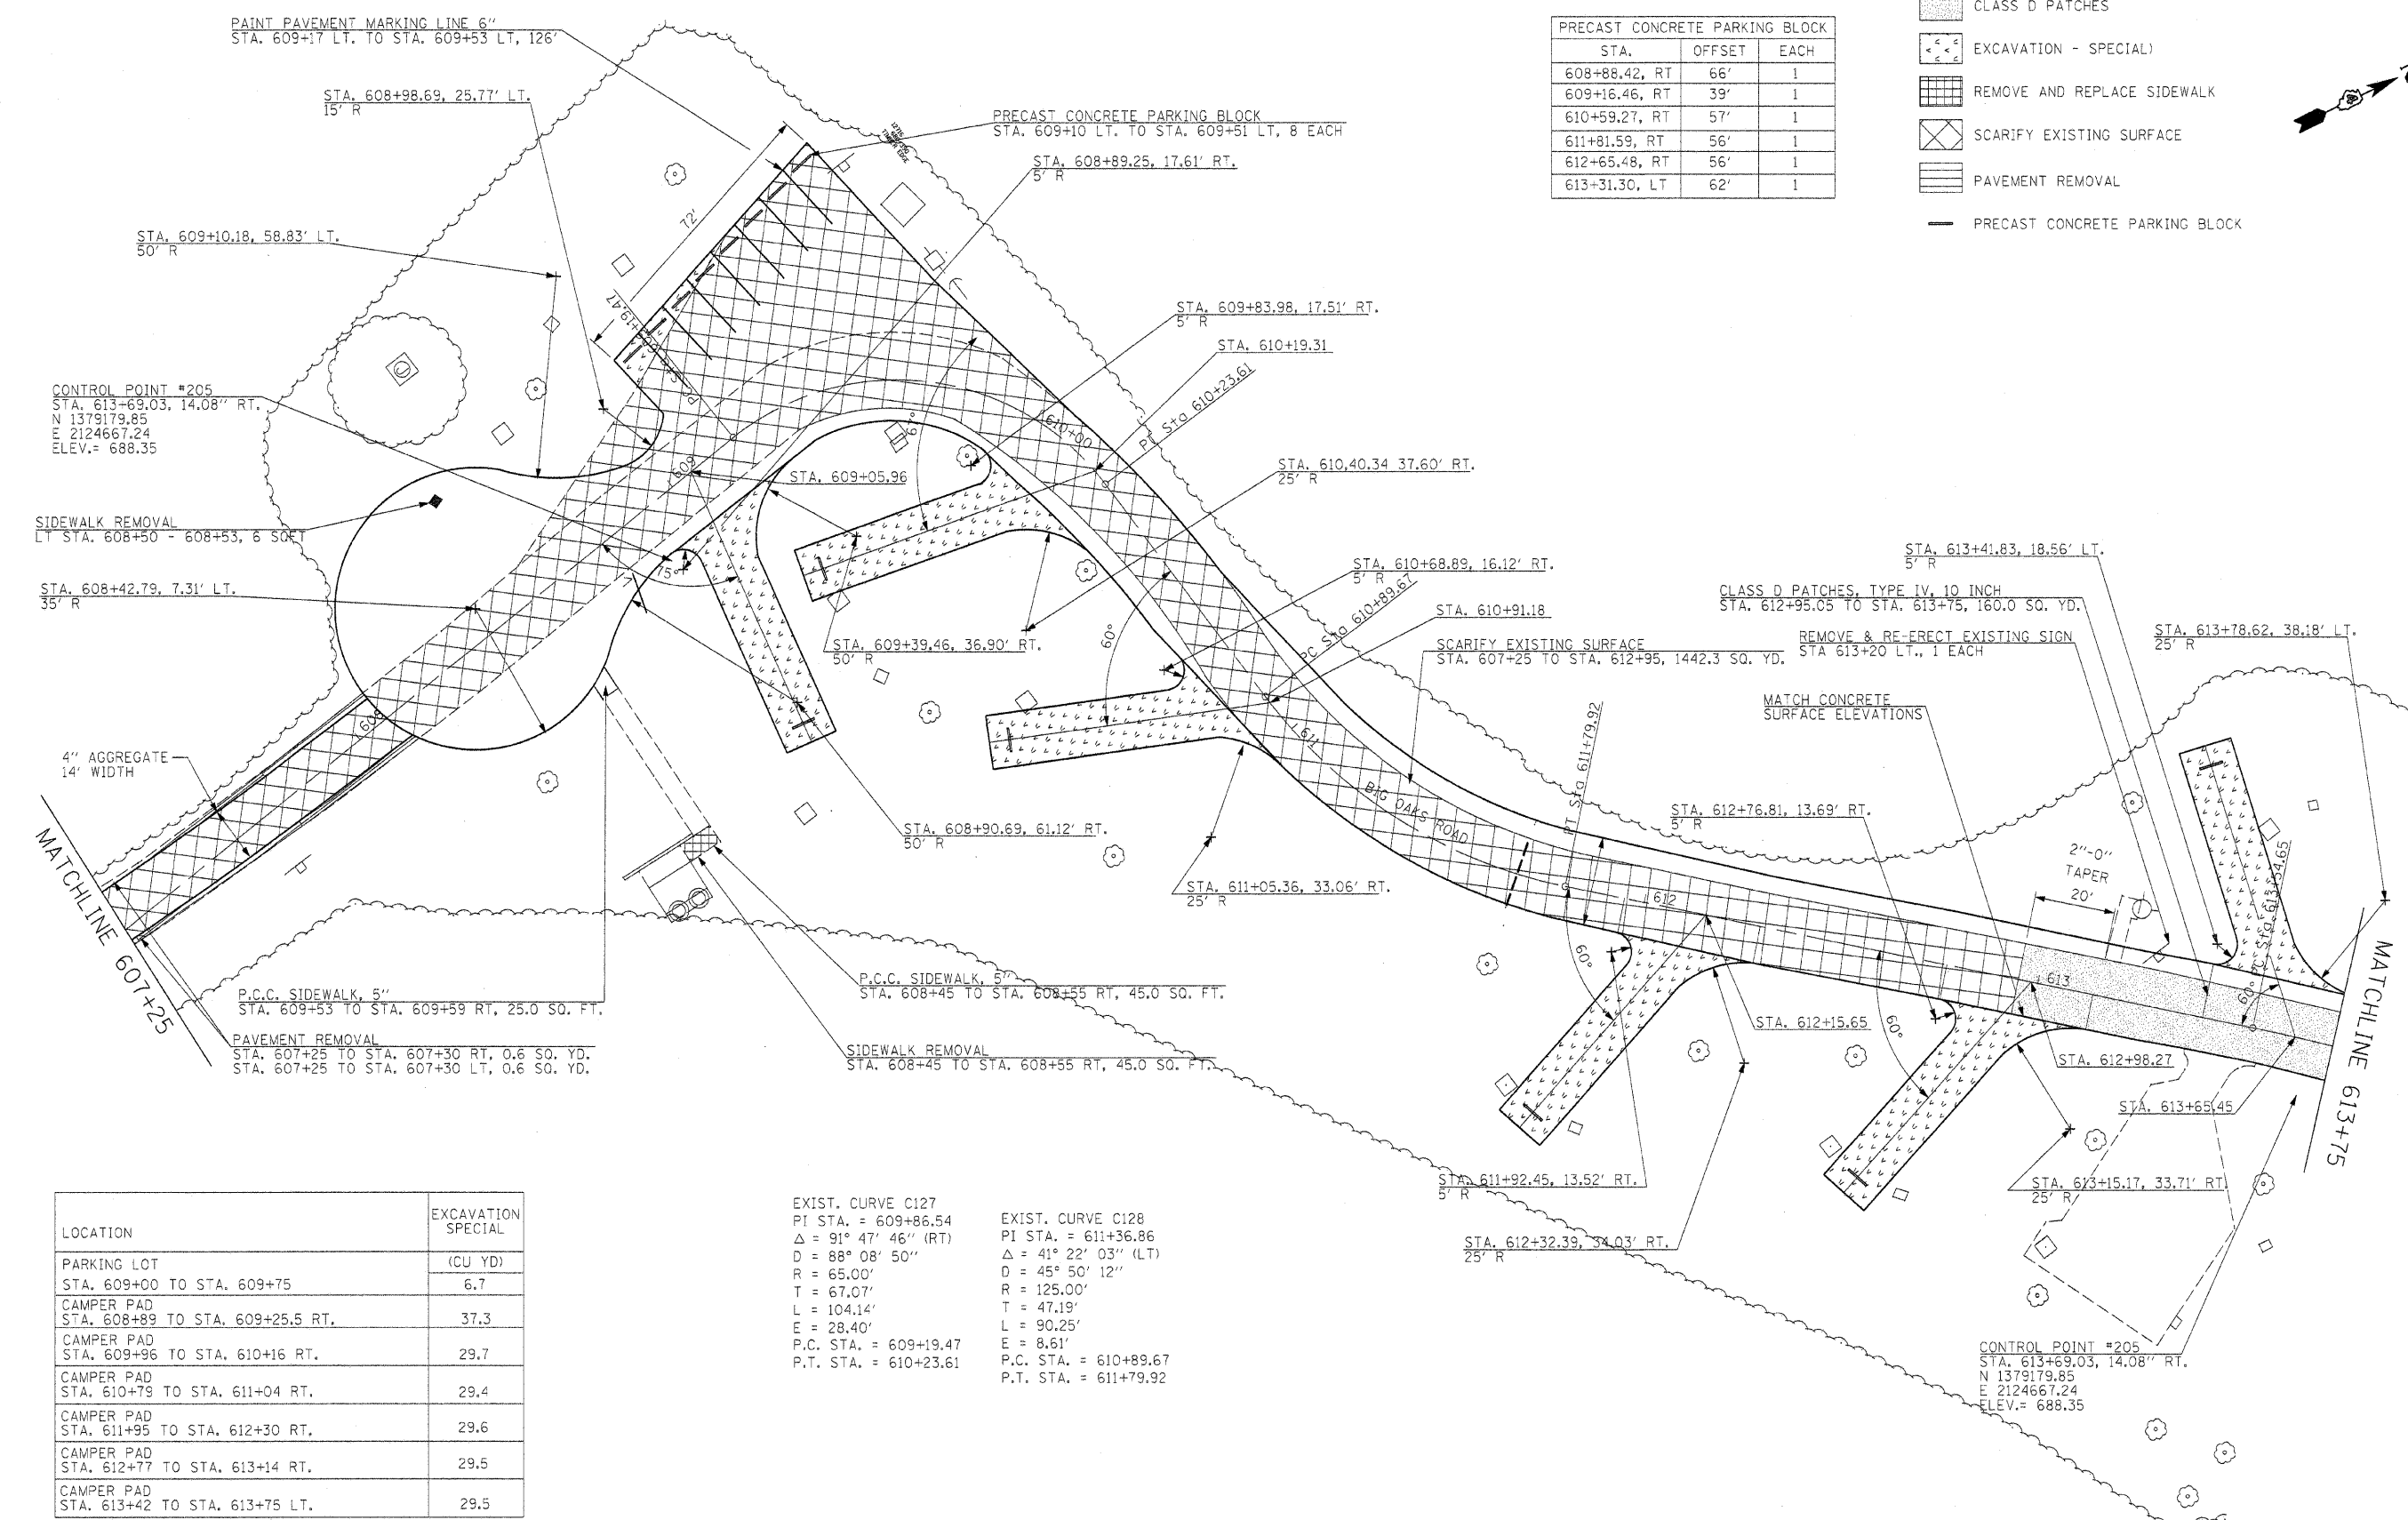 PAINT PAVEMENT MARKING LINE 6"
STA. 609+17 LT. TO STA. 609+53 LT, 126'
STA. 608+98.69, 25.77' LT.
15' R
STA. 609+10.18, 58.83' LT.
50' R
CONTROL POINT #205
STA. 613+69.03, 14.08'' RT.
N 1379179.85
E 2124667.24
ELEV.= 688.35
SIDEWALK REMOVAL
LT STA. 608+50 - 608+53, 6 SQFT
STA. 608+42.79, 7.31' LT.
35' R
4'' AGGREGATE
14' WIDTH
MATCHLINE 607+25
P.C.C. SIDEWALK, 5''
STA. 609+53 TO STA. 609+59 RT, 25.0 SQ. FT.
PAVEMENT REMOVAL
STA. 607+25 TO STA. 607+30 RT, 0.6 SQ. YD.
STA. 607+25 TO STA. 607+30 LT, 0.6 SQ. YD.
PRECAST CONCRETE PARKING BLOCK
STA. 609+10 LT. TO STA. 609+51 LT, 8 EACH
STA. 608+89.25, 17.61' RT.
5' R
72'
609
608
STA. 609+05.96
67°
75°
610+00
STA. 609+83.98, 17.51' RT.
5' R
STA. 610+19.31
PT Sta 610+23.61
STA. 610,40.34 37.60' RT.
25' R
STA. 610+68.89, 16.12' RT.
5' R
PC Sta 610+89.67
STA. 610+91.18
60°
STA. 609+39.46, 36.90' RT.
50' R
SCARIFY EXISTING SURFACE
STA. 607+25 TO STA. 612+95, 1442.3 SQ. YD.
STA. 608+90.69, 61.12' RT.
50' R
611
BIG OAKS ROAD
PT Sta 611+79.92
STA. 611+05.36, 33.06' RT.
25' R
P.C.C. SIDEWALK, 5''
STA. 608+45 TO STA. 608+55 RT, 45.0 SQ. FT.
SIDEWALK REMOVAL
STA. 608+45 TO STA. 608+55 RT, 45.0 SQ. FT.
STA. 613+41.83, 18.56' LT.
5' R
CLASS D PATCHES, TYPE IV, 10 INCH
STA. 612+95.05 TO STA. 613+75, 160.0 SQ. YD.
REMOVE & RE-ERECT EXISTING SIGN
STA 613+20 LT., 1 EACH
STA. 613+78.62, 38.18' LT.
25' R
MATCH CONCRETE
SURFACE ELEVATIONS
STA. 612+76.81, 13.69' RT.
5' R
2''-0''
TAPER
20'
612
613
60°
60°
60°
PC Sta 613+54.65
STA. 612+15.65
STA. 612+98.27
STA. 613+65.45
MATCHLINE 613+75
STA. 611+92.45, 13.52' RT.
5' R
STA. 612+32.39, 34.03' RT.
25' R
STA. 613+15.17, 33.71' RT
25' R
CONTROL POINT #205
STA. 613+69.03, 14.08'' RT.
N 1379179.85
E 2124667.24
ELEV.= 688.35
PRECAST CONCRETE PARKING BLOCK
STA. OFFSET EACH
608+88.42, RT 66' 1
609+16.46, RT 39' 1
610+59.27, RT 57' 1
611+81.59, RT 56' 1
612+65.48, RT 56' 1
613+31.30, LT 62' 1
CLASS D PATCHES
EXCAVATION - SPECIAL)
REMOVE AND REPLACE SIDEWALK
SCARIFY EXISTING SURFACE
PAVEMENT REMOVAL
PRECAST CONCRETE PARKING BLOCK
LOCATION EXCAVATION SPECIAL
PARKING LOT (CU YD)
STA. 609+00 TO STA. 609+75 6.7
CAMPER PAD
STA. 608+89 TO STA. 609+25.5 RT. 37.3
CAMPER PAD
STA. 609+96 TO STA. 610+16 RT. 29.7
CAMPER PAD
STA. 610+79 TO STA. 611+04 RT. 29.4
CAMPER PAD
STA. 611+95 TO STA. 612+30 RT. 29.6
CAMPER PAD
STA. 612+77 TO STA. 613+14 RT. 29.5
CAMPER PAD
STA. 613+42 TO STA. 613+75 LT. 29.5
EXIST. CURVE C127
PI STA. = 609+86.54
Δ = 91° 47' 46'' (RT)
D = 88° 08' 50''
R = 65.00'
T = 67.07'
L = 104.14'
E = 28.40'
P.C. STA. = 609+19.47
P.T. STA. = 610+23.61
EXIST. CURVE C128
PI STA. = 611+36.86
Δ = 41° 22' 03'' (LT)
D = 45° 50' 12''
R = 125.00'
T = 47.19'
L = 90.25'
E = 8.61'
P.C. STA. = 610+89.67
P.T. STA. = 611+79.92